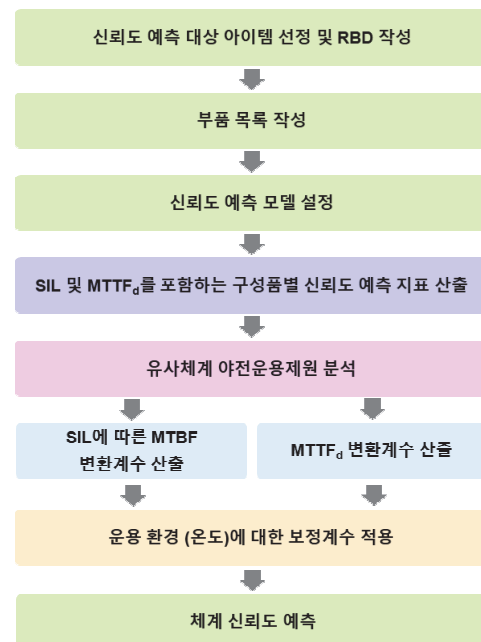 신뢰도 예측 대상 아이템 선정 및 RBD 작성
부품 목록 작성
신뢰도 예측 모델 설정
SIL 및 MTTFd를 포함하는 구성품별 신뢰도 예측 지표 산출
유사체계 야전운용제원 분석
SIL에 따른 MTBF
변환계수 산출
MTTFd 변환계수 산출
운용 환경 (온도)에 대한 보정계수 적용
체계 신뢰도 예측